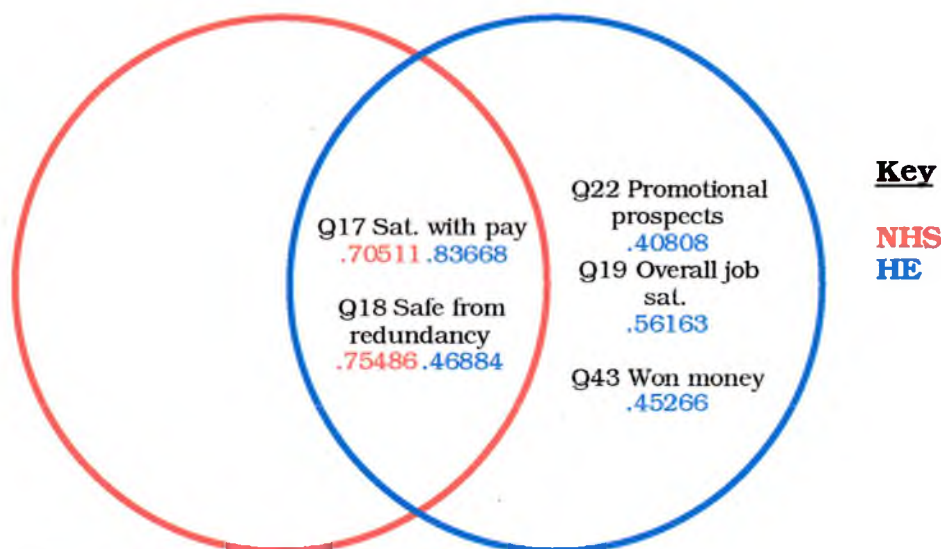 Q17 Sat. with pay
.70511 .83668
Q18 Safe from
redundancy
.75486 .46884
Q22 Promotional
prospects
.40808
Q19 Overall job
sat.
.56163
Q43 Won money
.45266
Key
NHS
HE